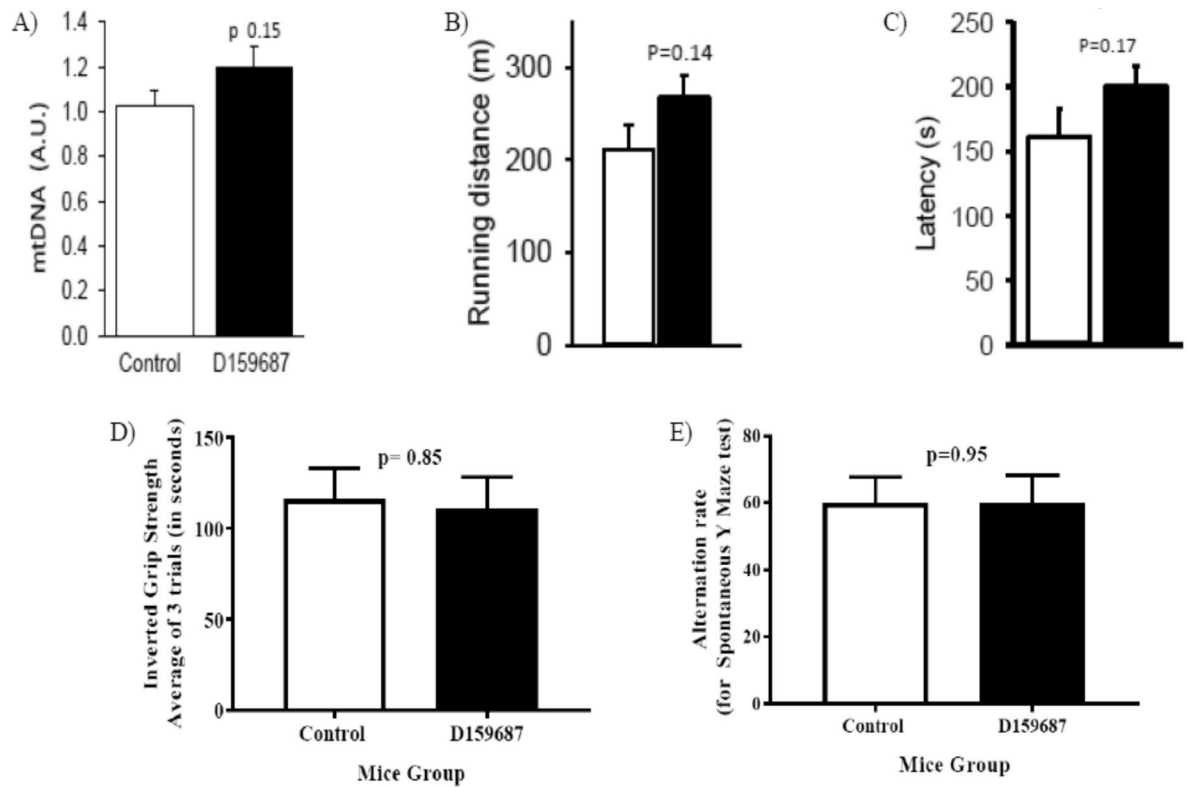 A)
mtDNA (A.U.)
1.4
1.2
1.0
0.8
0.6
0.4
0.2
0.0
p 0.15
Control
D159687
B)
Running distance (m)
300
200
100
0
P=0.14
C)
Latency (s)
250
200
150
100
50
0
P=0.17
D)
Inverted Grip Strength
Average of 3 trials (in seconds)
150
100
50
0
p= 0.85
Control
D159687
Mice Group
E)
Alternation rate
(for Spontaneous Y Maze test)
80
60
40
20
0
p=0.95
Control
D159687
Mice Group